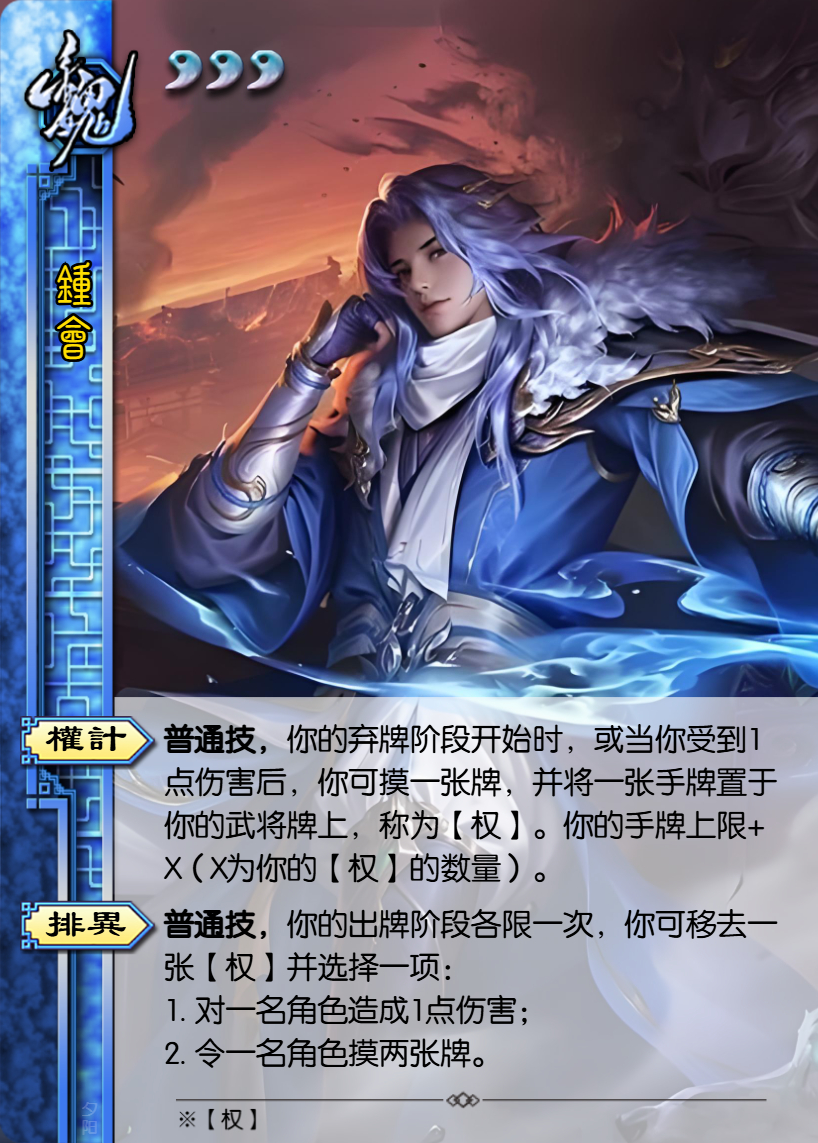 魏
鍾會
權計
普通技，你的弃牌阶段开始时，或当你受到1
点伤害后，你可摸一张牌，并将一张手牌置于
你的武将牌上，称为【权】。你的手牌上限+
X（X为你的【权】的数量）。
排異
普通技，你的出牌阶段各限一次，你可移去一
张【权】并选择一项：
1. 对一名角色造成1点伤害；
2. 令一名角色摸两张牌。
※【权】
夕阳